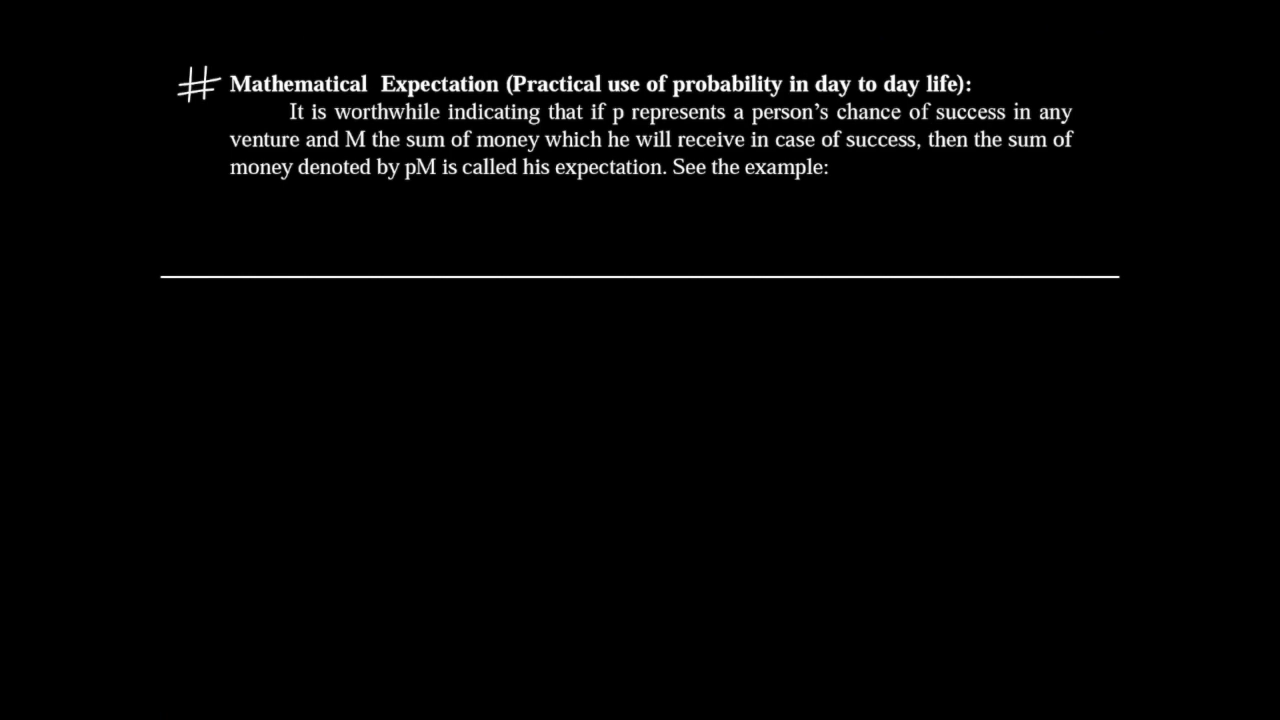 # Mathematical Expectation (Practical use of probability in day to day life):
It is worthwhile indicating that if p represents a person's chance of success in any
venture and M the sum of money which he will receive in case of success, then the sum of
money denoted by pM is called his expectation. See the example: